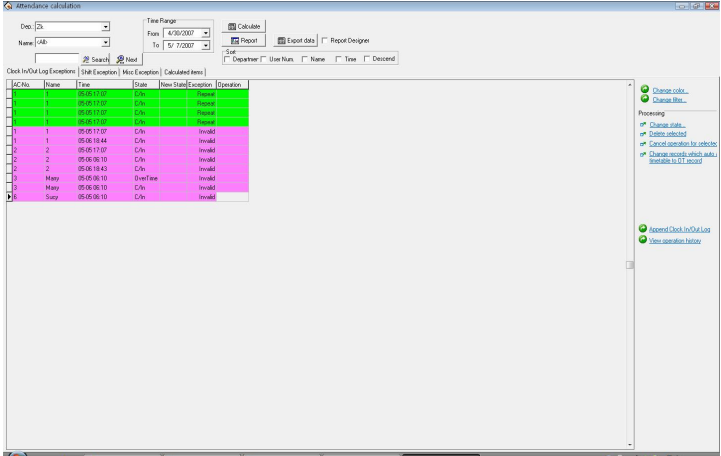 Attendance calculation
Dep.: Zk
Time Range
From 4/30/2007
To 5/ 7/2007
Name: <All>
Search Next
Calculate
Report Export data Report Designer
Sort
Departmer User Num. Name Time Descend
Clock In/Out Log Exceptions Shift Exception Misc Exception Calculated items
AC-No. Name Time State New State Exception Operation
1 1 05-05 17:07 C/In Repeat
1 1 05-05 17:07 C/In Repeat
1 1 05-05 17:07 C/In Repeat
1 1 05-05 17:07 C/In Repeat
1 1 05-05 17:07 C/In Invalid
1 1 05-06 18:44 C/In Invalid
2 2 05-05 17:07 C/In Invalid
2 2 05-06 06:10 C/In Invalid
2 2 05-06 18:43 C/In Invalid
3 Marry 05-05 06:10 OverTime Invalid
3 Marry 05-06 06:10 C/In Invalid
6 Suzy 05-05 06:10 C/In Invalid
Change color...
Change filter...
Processing
Change state...
Delete selected
Cancel operation for selectec
Change records which auto
timetable to OT record
Append Clock In/Out Log
View operation history